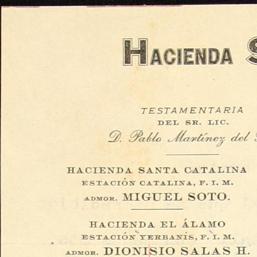 HACIENDA
TESTAMENTARIA
DEL SR. LIC.
D. Pablo Martínez del
HACIENDA SANTA CATALINA
ESTACIÓN CATALINA, F. I. M.
ADMOR. MIGUEL SOTO.
HACIENDA EL ÁLAMO
ESTACIÓN YERBANÍS, F. I. M.
ADMOR. DIONISIO SALAS H.